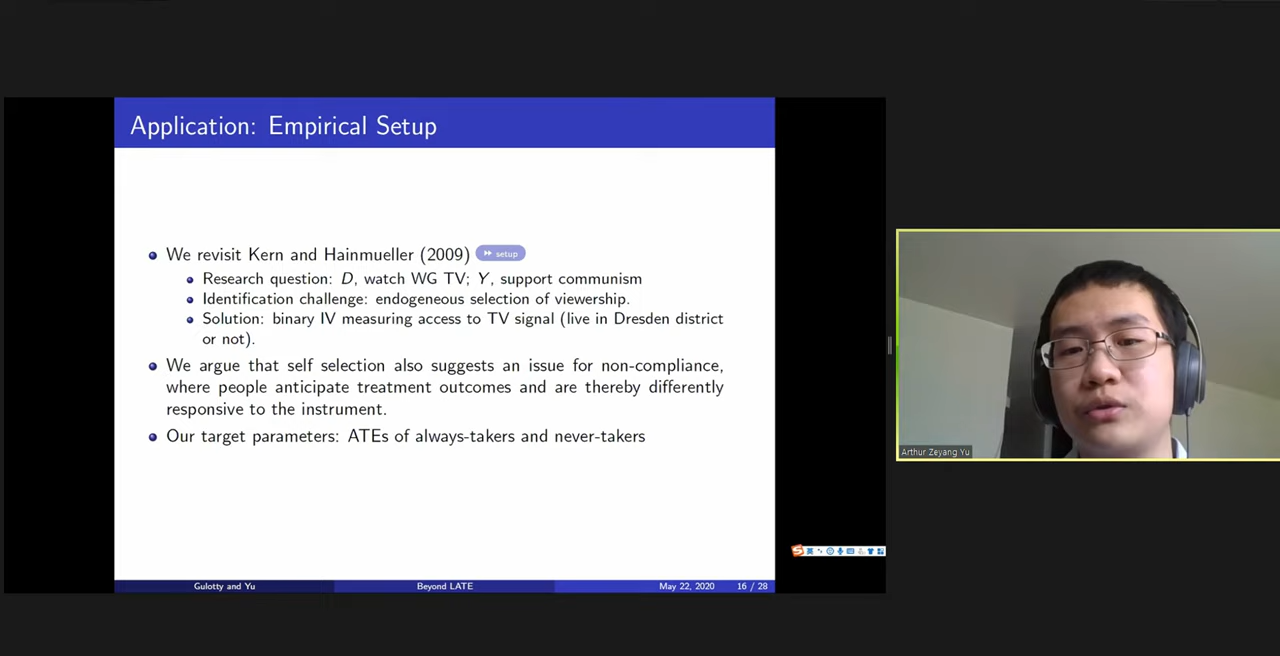 Application: Empirical Setup
We revisit Kern and Hainmueller (2009) setup
Research question: D, watch WG TV; Y, support communism
Identification challenge: endogeneous selection of viewership.
Solution: binary IV measuring access to TV signal (live in Dresden district
or not).
We argue that self selection also suggests an issue for non-compliance,
where people anticipate treatment outcomes and are thereby differently
responsive to the instrument.
Our target parameters: ATEs of always-takers and never-takers
Gulotty and Yu Beyond LATE May 22, 2020 16 / 28
Arthur Zeyang Yu
英